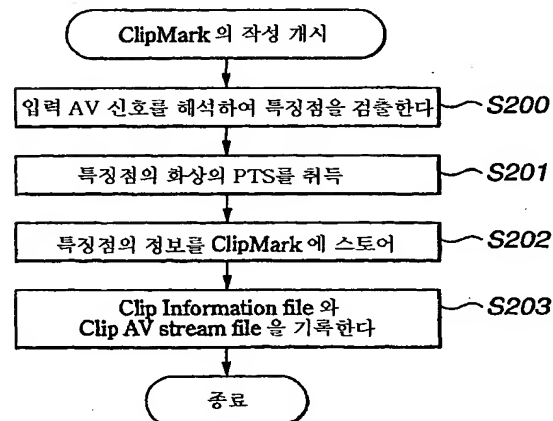 ClipMark 의 작성 개시
입력 AV 신호를 해석하여 특징점을 검출한다
S200
특징점의 화상의 PTS를 취득
S201
특징점의 정보를 ClipMark 에 스토어
S202
Clip Information file 와
Clip AV stream file 을 기록한다
S203
종료